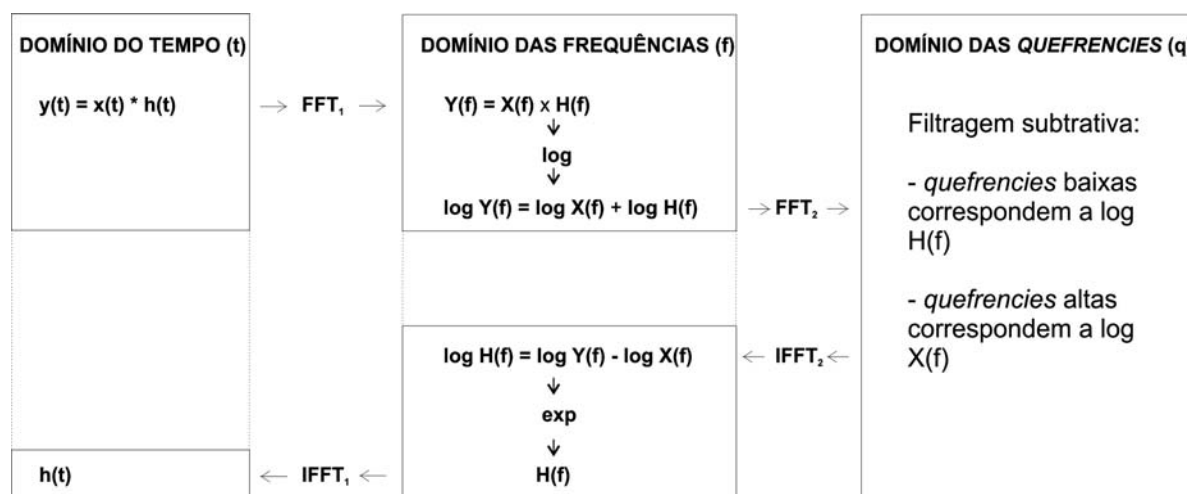 DOMÍNIO DO TEMPO (t)
y(t) = x(t) * h(t)
→ FFT₁ →
DOMÍNIO DAS FREQUÊNCIAS (f)
Y(f) = X(f) x H(f)
↓
log
↓
log Y(f) = log X(f) + log H(f)
→ FFT₂ →
DOMÍNIO DAS QUEFRENCIES (q
Filtragem subtrativa:
- quefrencies baixas
correspondem a log
H(f)
- quefrencies altas
correspondem a log
X(f)
← IFFT₂ ←
log H(f) = log Y(f) - log X(f)
↓
exp
↓
H(f)
← IFFT₁ ←
h(t)